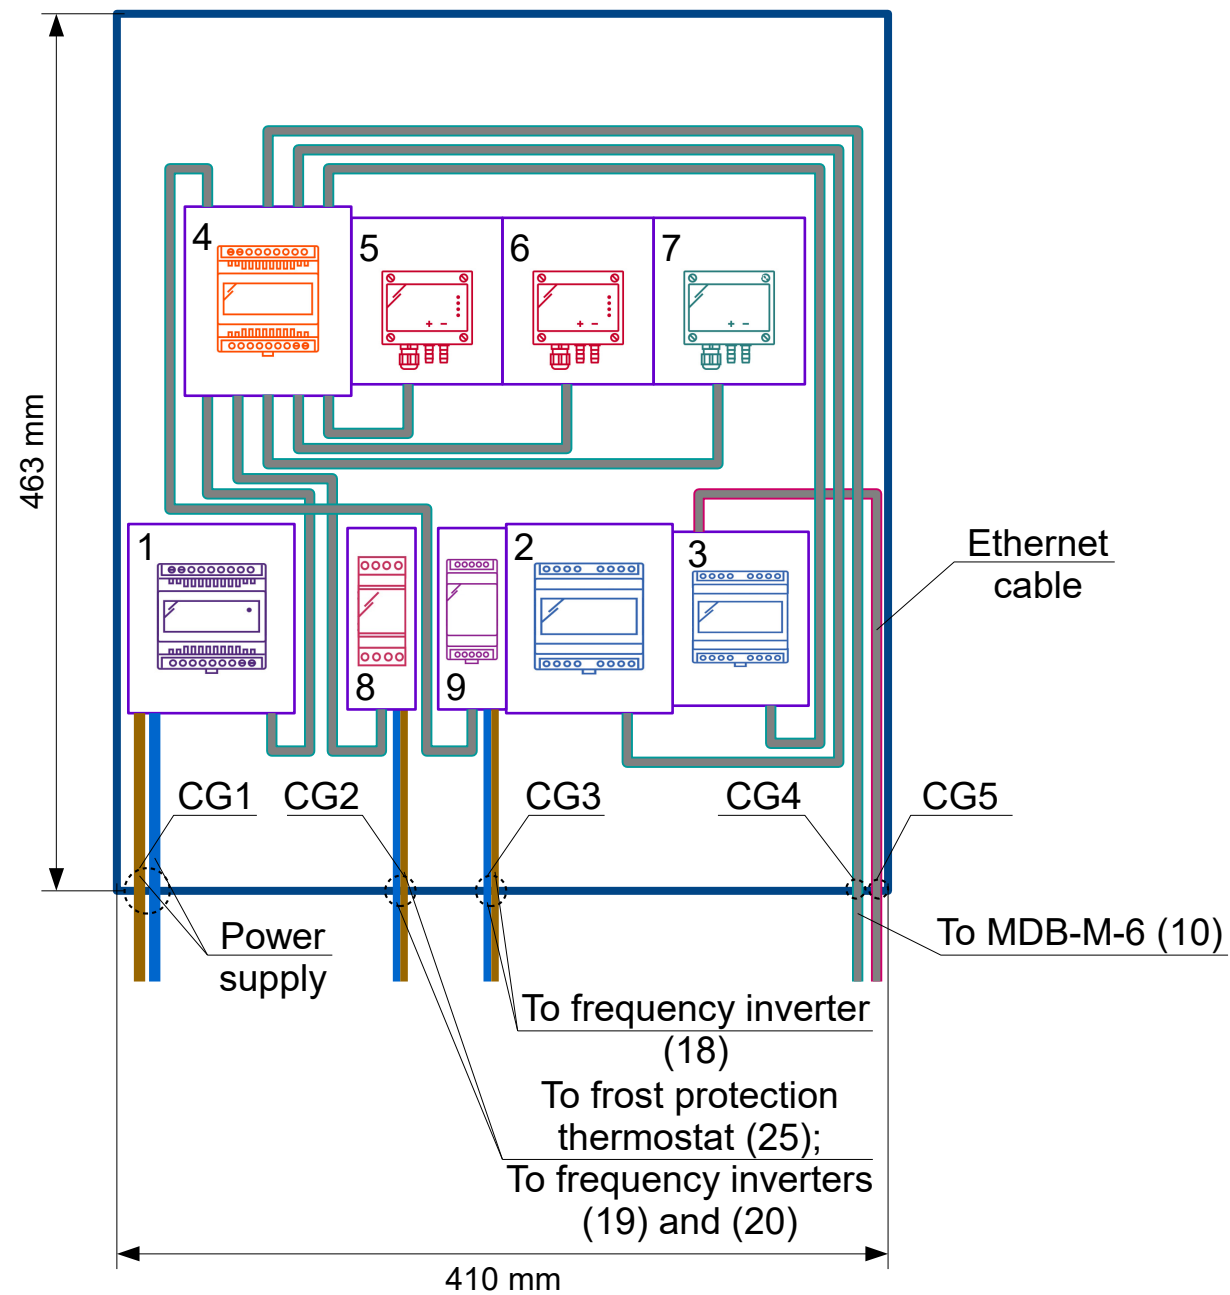 4
5
6
7
463 mm
1
2
3
8
9
Ethernet
cable
CG1
CG2
CG3
CG4
CG5
Power
supply
To MDB-M-6 (10)
To frequency inverter
(18)
To frost protection
thermostat (25);
To frequency inverters
(19) and (20)
410 mm